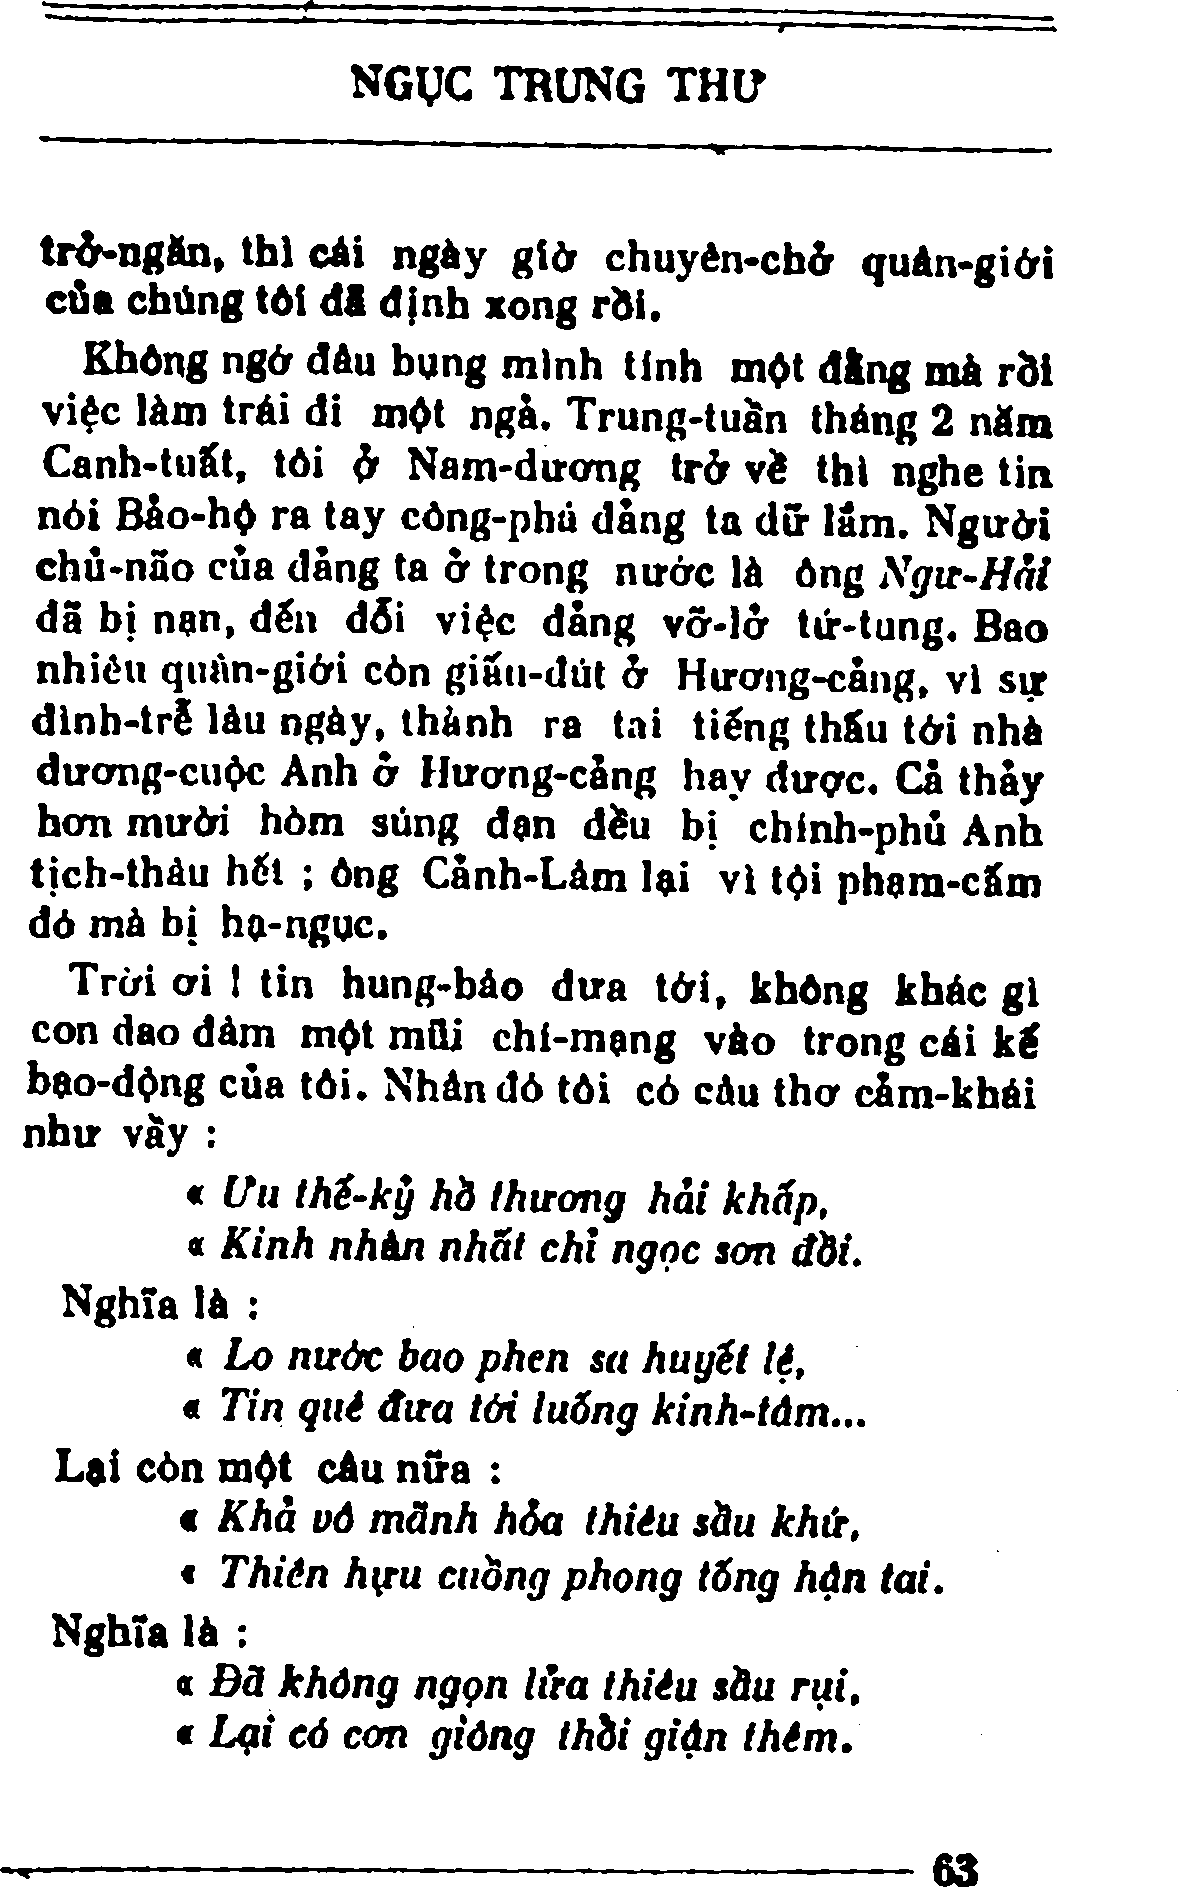 NGỤC TRUNG THƯ
trở-ngăn, thì cái ngày giờ chuyên-chở quân-giới
của chúng tôi đã định xong rồi.
Không ngờ đâu bụng mình tính một đằng mà rồi
việc làm trái đi một ngả. Trung-tuần tháng 2 năm
Canh-tuất, tôi ở Nam-dương trở về thì nghe tin
nói Bảo-hộ ra tay công-phá đảng ta dữ lắm. Người
chủ-não của đảng ta ở trong nước là ông Ngư-Hải
đã bị nạn, đến đỗi việc đảng vỡ-lở tứ-tung. Bao
nhiêu quân-giới còn giấu-đút ở Hương-cảng, vì sự
đình-trễ lâu ngày, thành ra tai tiếng thấu tới nhà
đương-cuộc Anh ở Hương-cảng hay được. Cả thảy
hơn mười hòm súng đạn đều bị chính-phủ Anh
tịch-thâu hết ; ông Cảnh-Lâm lại vì tội phạm-cấm
đó mà bị hạ-ngục.
Trời ơi ! tin hung-báo đưa tới, không khác gì
con dao đâm một mũi chí-mạng vào trong cái kế
bạo-động của tôi. Nhân đó tôi có câu thơ cảm-khái
như vầy :
« Ưu thế-kỷ hồ thương hải khấp,
« Kinh nhân nhất chỉ ngọc sơn đồi.
Nghĩa là :
« Lo nước bao phen sa huyết lệ,
« Tin quê đưa tới luống kinh-tâm...
Lại còn một câu nữa :
« Khả vô mãnh hỏa thiêu sầu khứ,
« Thiên hựu cuồng phong tống hận tai.
Nghĩa là :
« Đã không ngọn lửa thiêu sầu rụi,
« Lại có cơn giông thồi giận thêm.
63